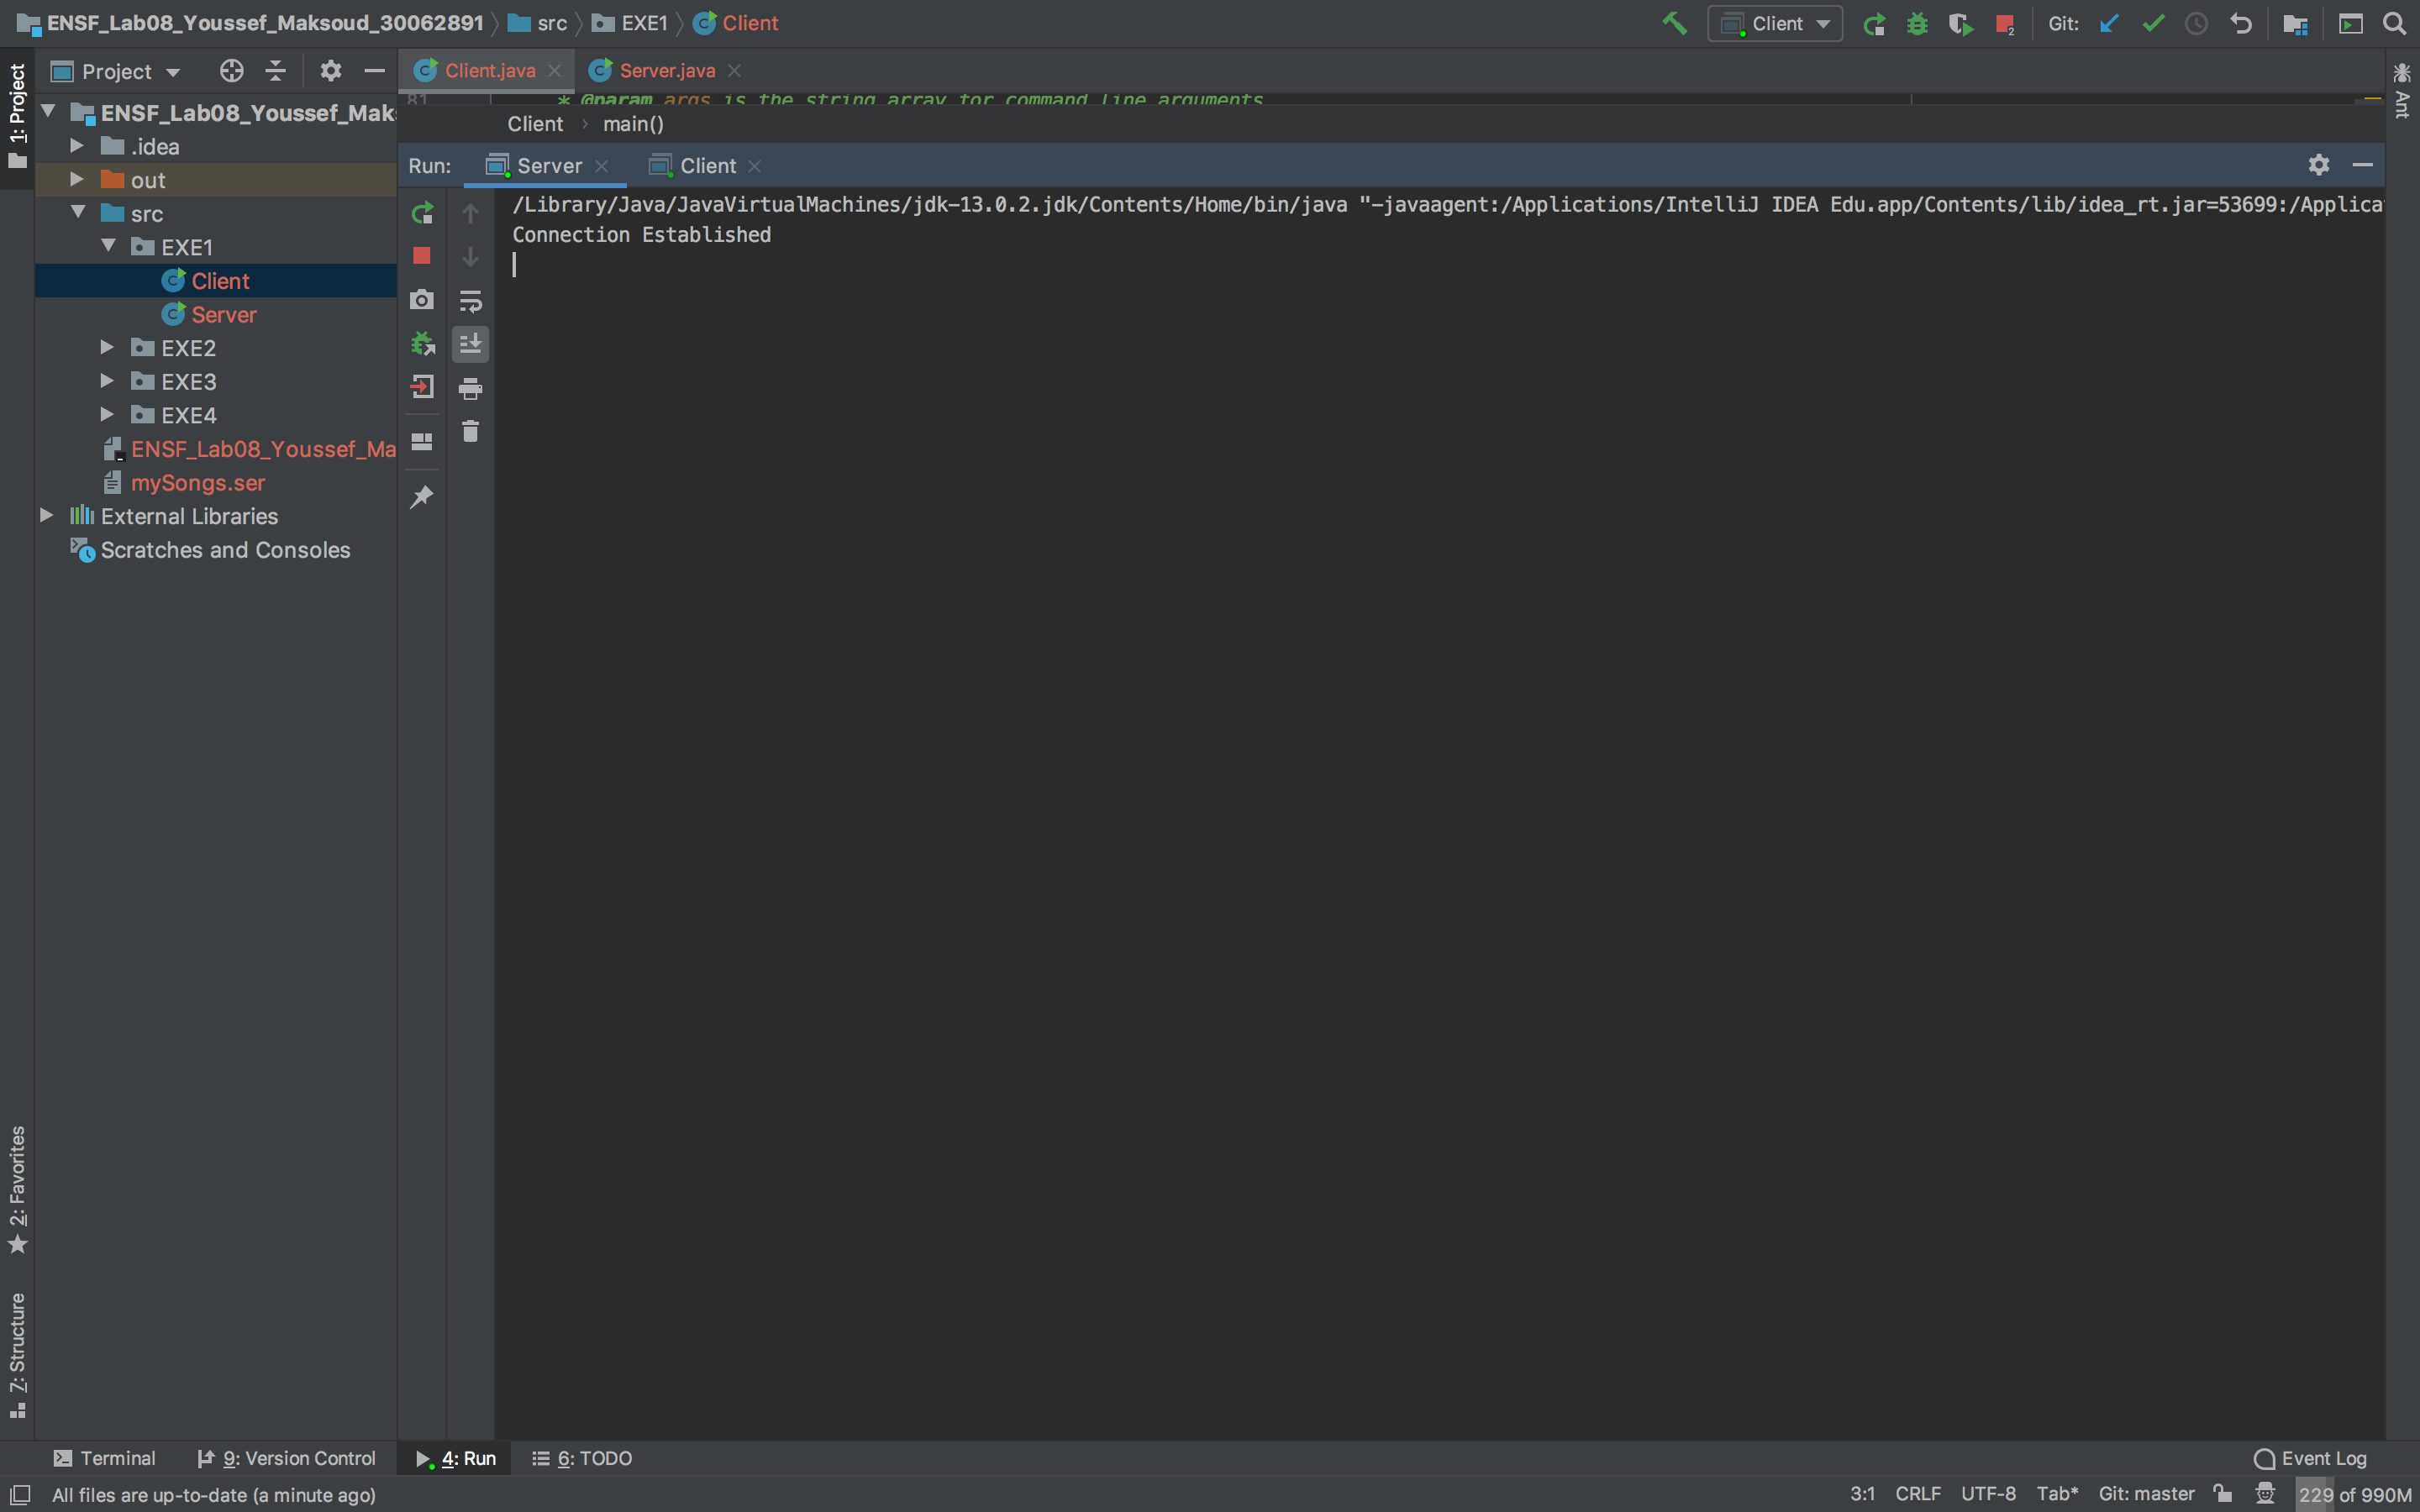 ENSF_Lab08_Youssef_Maksoud_30062891 src EXE1 Client
Client
2
Git:
1: Project
Project
Client.java
Server.java
Ant
81 * @param args is the string array for command line arguments
Client main()
ENSF_Lab08_Youssef_Mak
.idea
out
src
EXE1
Client
Server
EXE2
EXE3
EXE4
ENSF_Lab08_Youssef_Ma
mySongs.ser
External Libraries
Scratches and Consoles
Run: Server Client
/Library/Java/JavaVirtualMachines/jdk-13.0.2.jdk/Contents/Home/bin/java "-javaagent:/Applications/IntelliJ IDEA Edu.app/Contents/lib/idea_rt.jar=53699:/Applica
Connection Established
2: Favorites
7: Structure
Terminal 9: Version Control 4: Run 6: TODO Event Log
All files are up-to-date (a minute ago) 3:1 CRLF UTF-8 Tab* Git: master 229 of 990M